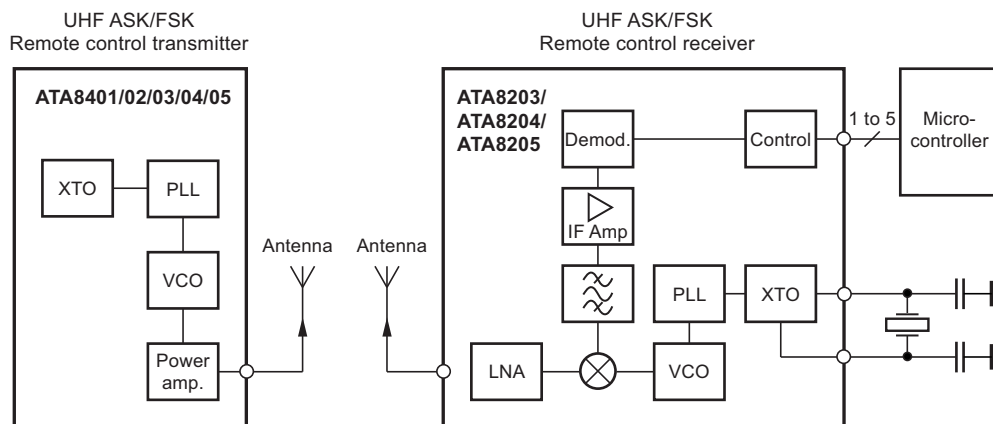 UHF ASK/FSK
Remote control transmitter
UHF ASK/FSK
Remote control receiver
ATA8401/02/03/04/05
XTO
PLL
VCO
Power
amp.
Antenna
Antenna
ATA8203/
ATA8204/
ATA8205
Demod.
Control
1 to 5
Micro-
controller
IF Amp
PLL
XTO
LNA
VCO